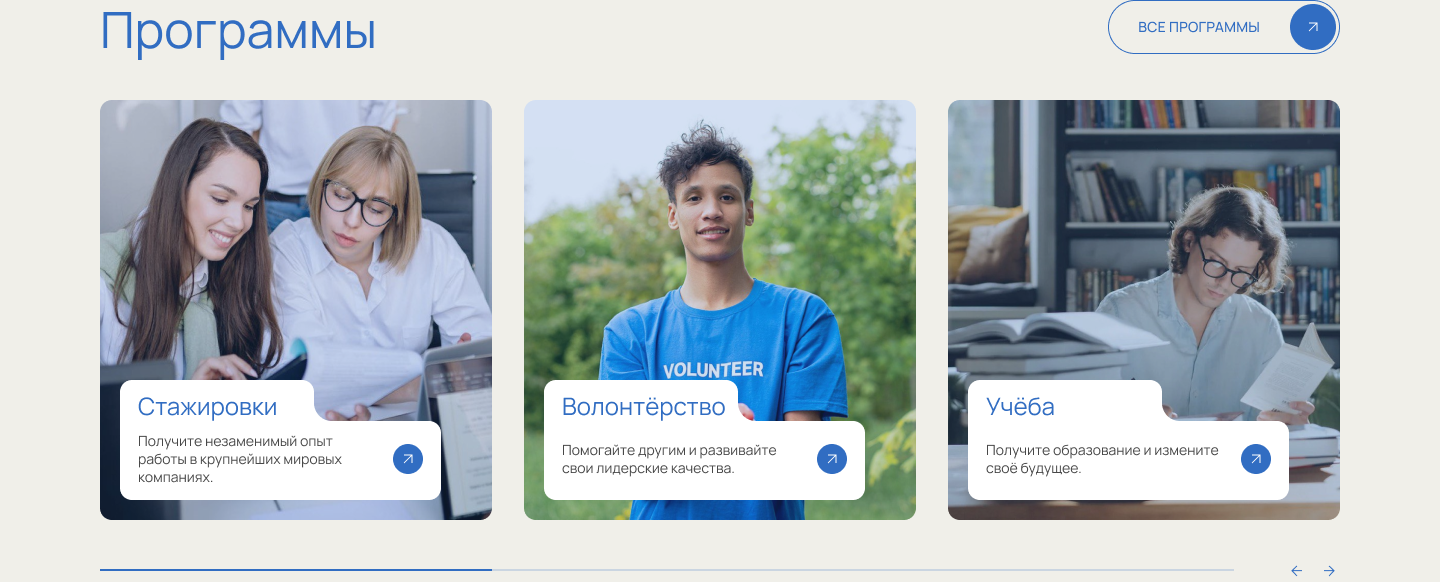 Программы
ВСЕ ПРОГРАММЫ
VOLUNTEER
Стажировки
Получите незаменимый опыт
работы в крупнейших мировых
компаниях.
Волонтёрство
Помогайте другим и развивайте
свои лидерские качества.
Учёба
Получите образование и измените
своё будущее.